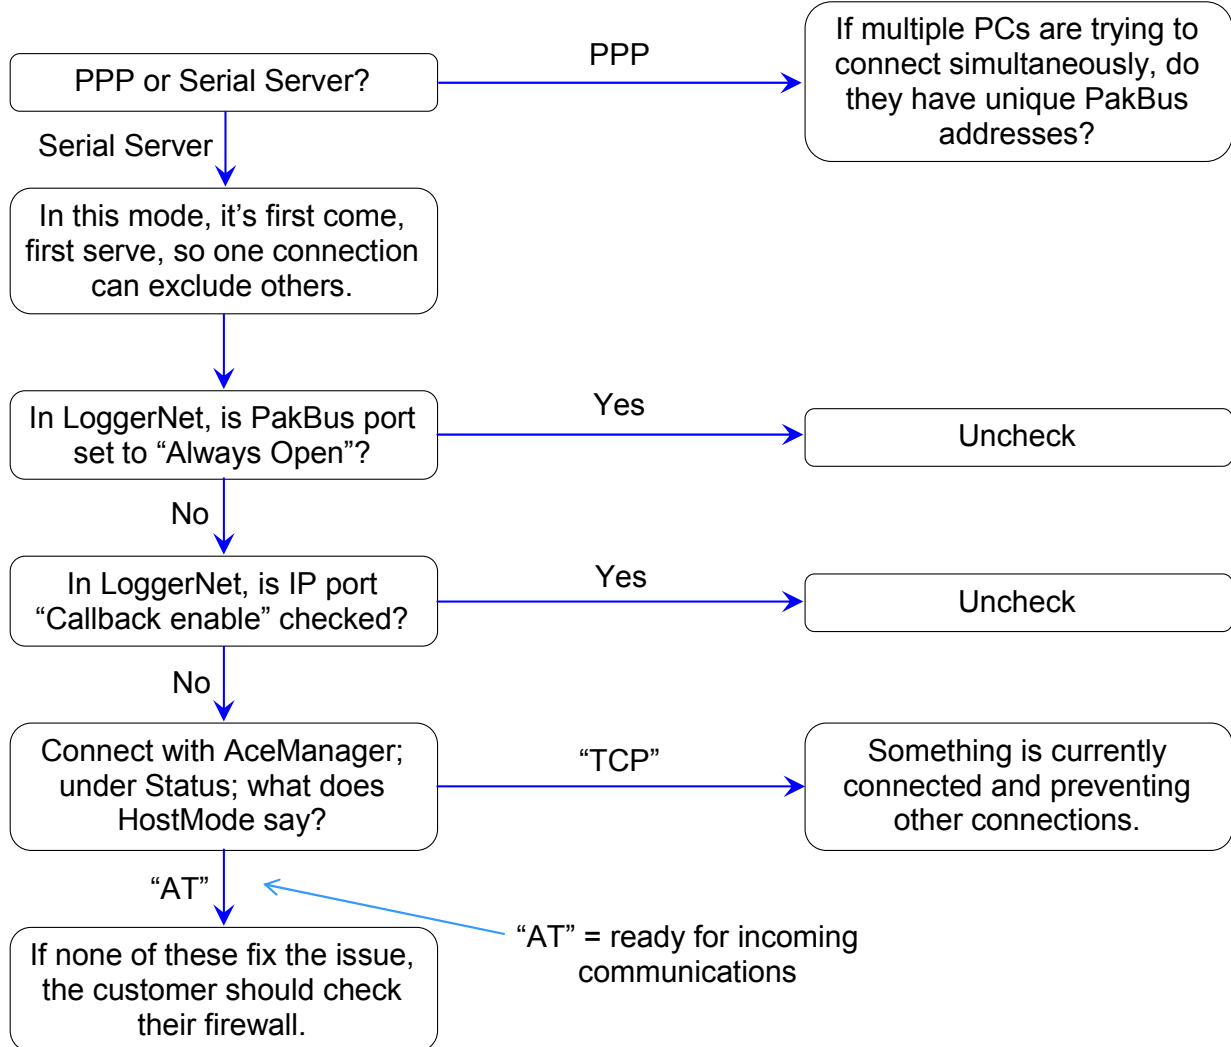 PPP or Serial Server?
PPP
If multiple PCs are trying to
connect simultaneously, do
they have unique PakBus
addresses?
Serial Server
In this mode, it’s first come,
first serve, so one connection
can exclude others.
In LoggerNet, is PakBus port
set to “Always Open”?
Yes
Uncheck
No
In LoggerNet, is IP port
“Callback enable” checked?
Yes
Uncheck
No
Connect with AceManager;
under Status; what does
HostMode say?
“TCP”
Something is currently
connected and preventing
other connections.
“AT”
“AT” = ready for incoming
communications
If none of these fix the issue,
the customer should check
their firewall.